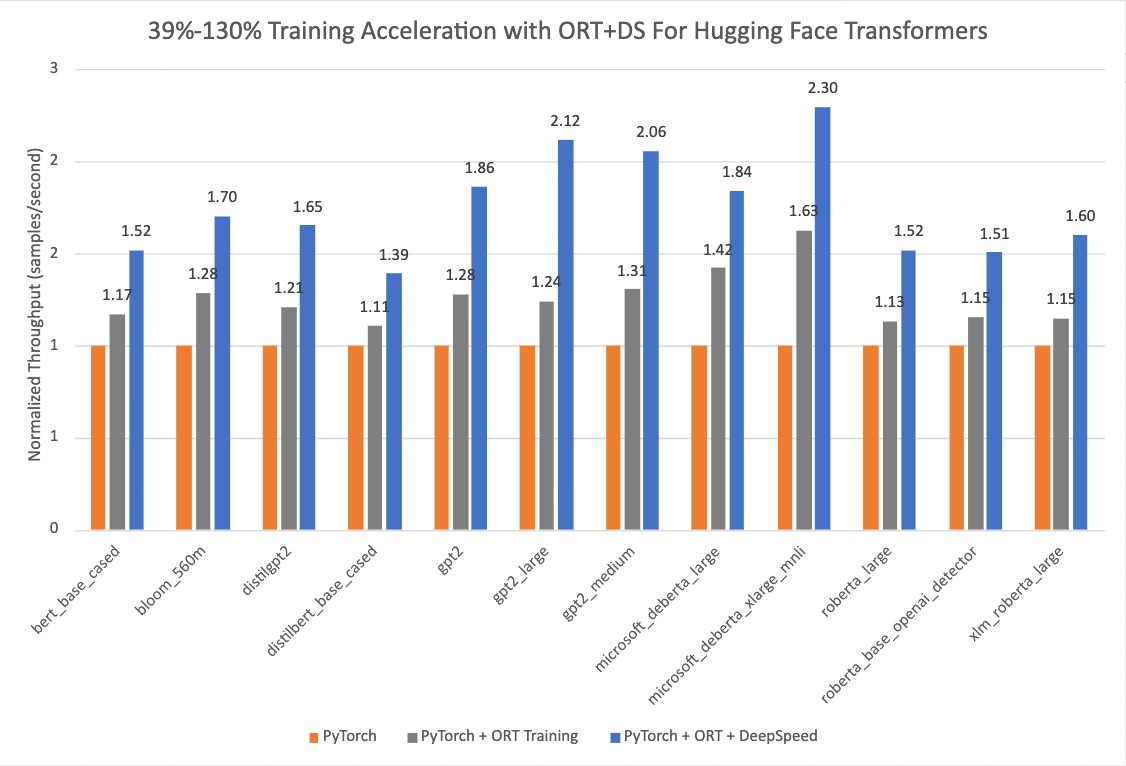 39%-130% Training Acceleration with ORT+DS For Hugging Face Transformers
Normalized Throughput (samples/second)
3
2
2
1
1
0
1.17
1.52
1.28
1.70
1.21
1.65
1.11
1.39
1.28
1.86
1.24
2.12
1.31
2.06
1.42
1.84
1.63
2.30
1.13
1.52
1.15
1.51
1.15
1.60
bert_base_cased
bloom_560m
distilgpt2
distilbert_base_cased
gpt2
gpt2_large
gpt2_medium
microsoft_deberta_large
microsoft_deberta_xlarge_mnli
roberta_large
roberta_base_openai_detector
xlm_roberta_large
PyTorch
PyTorch + ORT Training
PyTorch + ORT + DeepSpeed